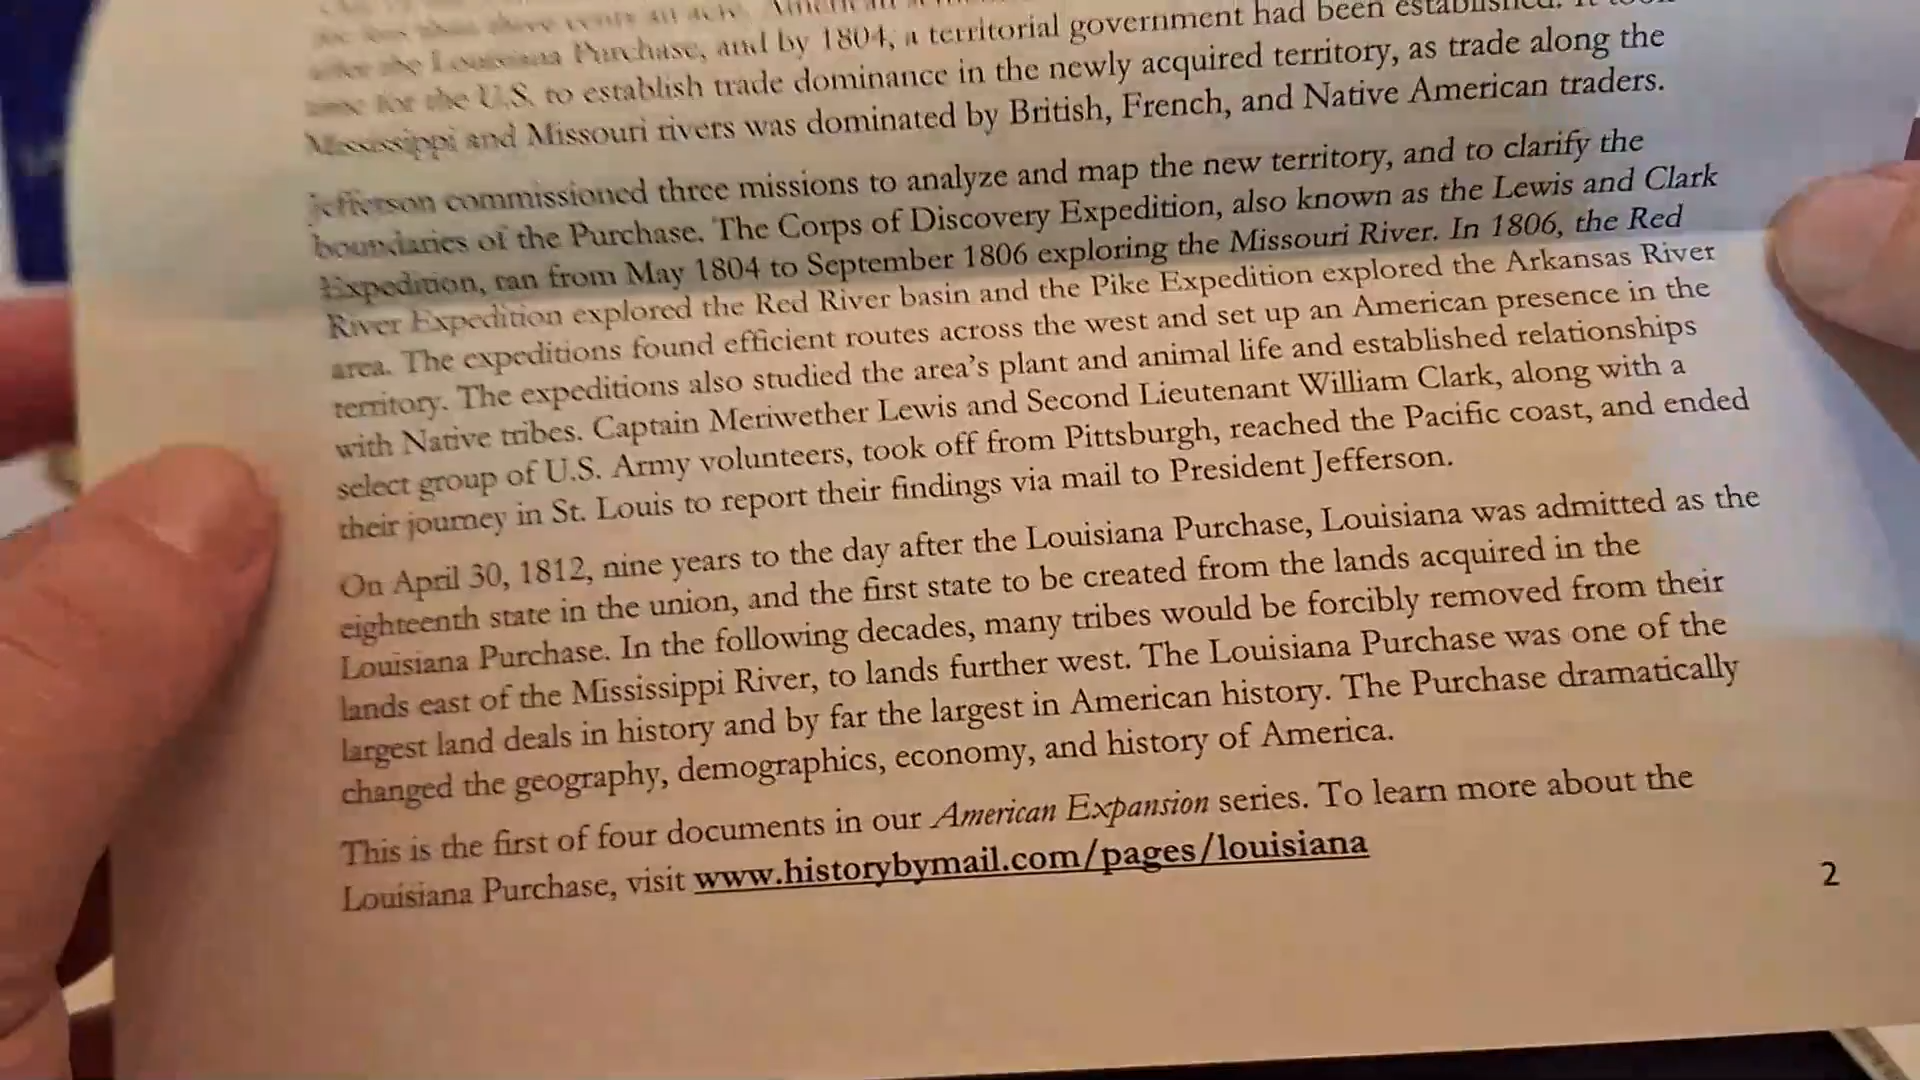 the less than three cents an acre. American
after the Louisiana Purchase, and by 1804, a territorial government had been established. It took
time for the U.S. to establish trade dominance in the newly acquired territory, as trade along the
Mississippi and Missouri rivers was dominated by British, French, and Native American traders.
Jefferson commissioned three missions to analyze and map the new territory, and to clarify the
boundaries of the Purchase. The Corps of Discovery Expedition, also known as the Lewis and Clark
Expedition, ran from May 1804 to September 1806 exploring the Missouri River. In 1806, the Red
River Expedition explored the Red River basin and the Pike Expedition explored the Arkansas River
area. The expeditions found efficient routes across the west and set up an American presence in the
territory. The expeditions also studied the area's plant and animal life and established relationships
with Native tribes. Captain Meriwether Lewis and Second Lieutenant William Clark, along with a
select group of U.S. Army volunteers, took off from Pittsburgh, reached the Pacific coast, and ended
their journey in St. Louis to report their findings via mail to President Jefferson.
On April 30, 1812, nine years to the day after the Louisiana Purchase, Louisiana was admitted as the
eighteenth state in the union, and the first state to be created from the lands acquired in the
Louisiana Purchase. In the following decades, many tribes would be forcibly removed from their
lands east of the Mississippi River, to lands further west. The Louisiana Purchase was one of the
largest land deals in history and by far the largest in American history. The Purchase dramatically
changed the geography, demographics, economy, and history of America.
This is the first of four documents in our American Expansion series. To learn more about the
Louisiana Purchase, visit www.historybymail.com/pages/louisiana
2